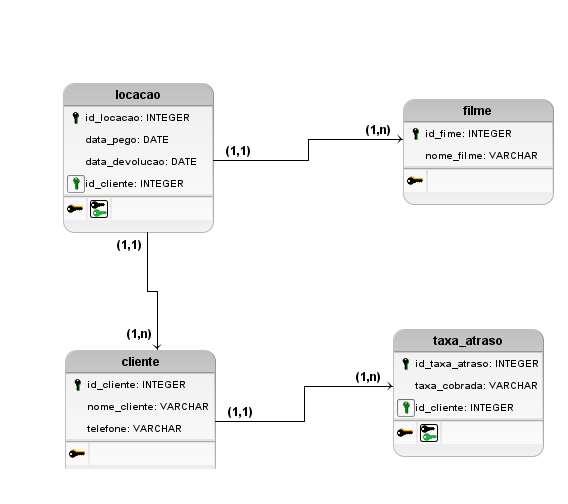 locacao
id_locacao: INTEGER
data_pego: DATE
data_devolucao: DATE
id_cliente: INTEGER
(1,1)
(1,n)
filme
id_fime: INTEGER
nome_filme: VARCHAR
(1,1)
(1,n)
cliente
id_cliente: INTEGER
nome_cliente: VARCHAR
telefone: VARCHAR
(1,1)
(1,n)
taxa_atraso
id_taxa_atraso: INTEGER
taxa_cobrada: VARCHAR
id_cliente: INTEGER